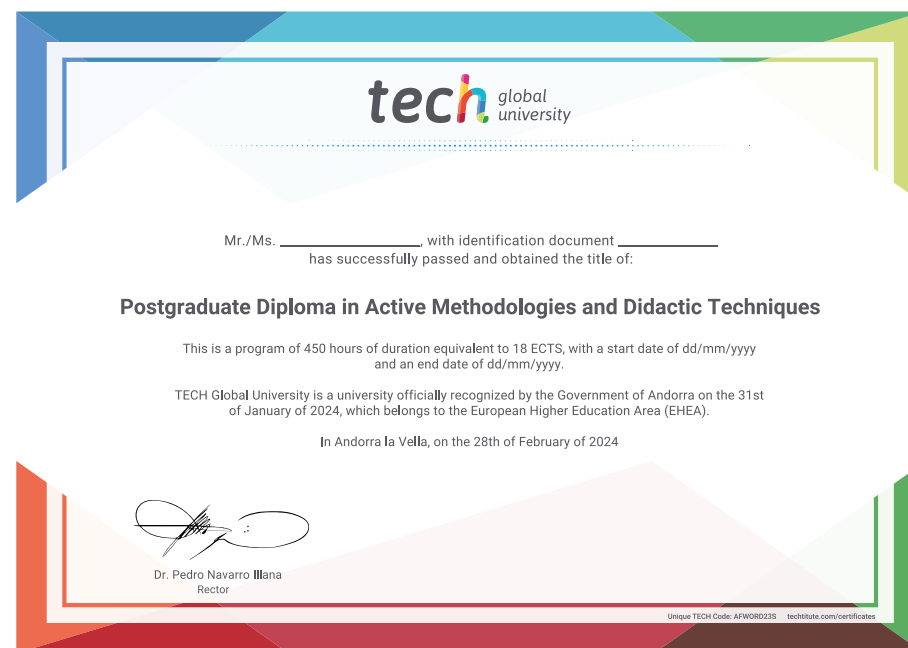 tech global university
Mr./Ms. ____________, with identification document ____________
has successfully passed and obtained the title of:
Postgraduate Diploma in Active Methodologies and Didactic Techniques
This is a program of 450 hours of duration equivalent to 18 ECTS, with a start date of dd/mm/yyyy
and an end date of dd/mm/yyyy.
TECH Global University is a university officially recognized by the Government of Andorra on the 31st
of January of 2024, which belongs to the European Higher Education Area (EHEA).
In Andorra la Vella, on the 28th of February of 2024
Dr. Pedro Navarro Illana
Rector
Unique TECH Code: AFWORD23S techtitute.com/certificates